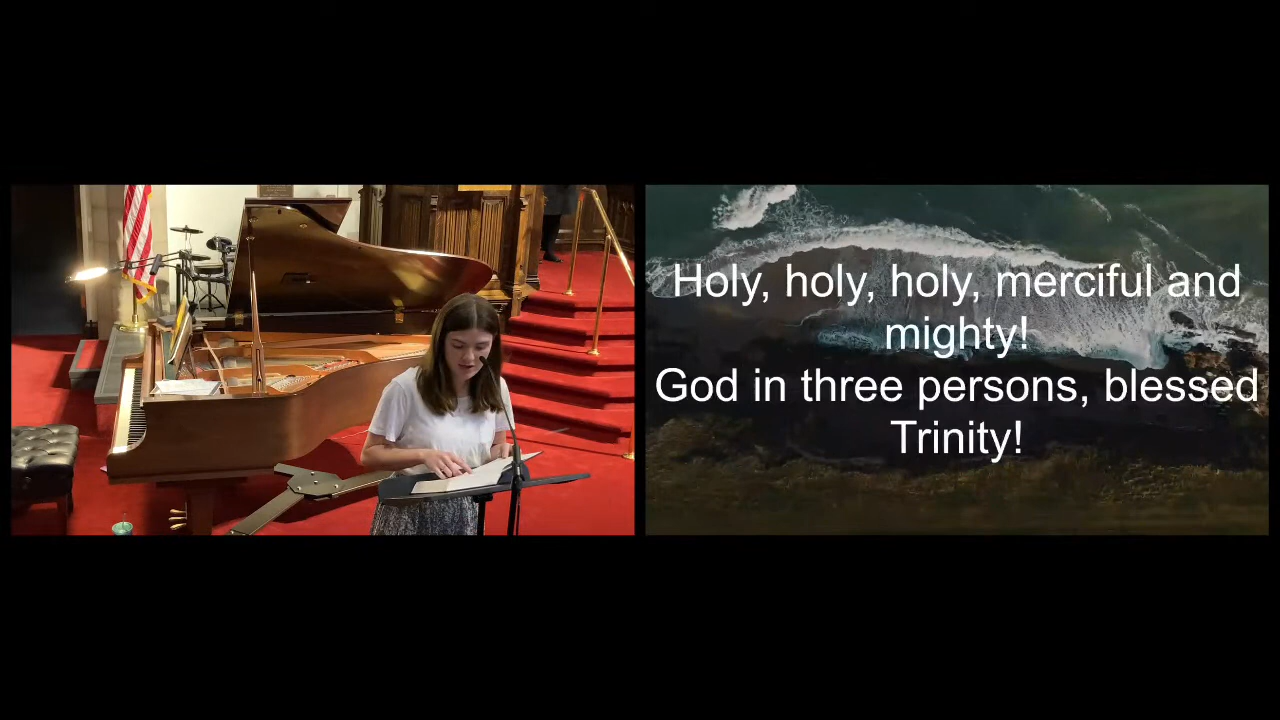 Holy, holy, holy, merciful and
mighty!
God in three persons, blessed
Trinity!